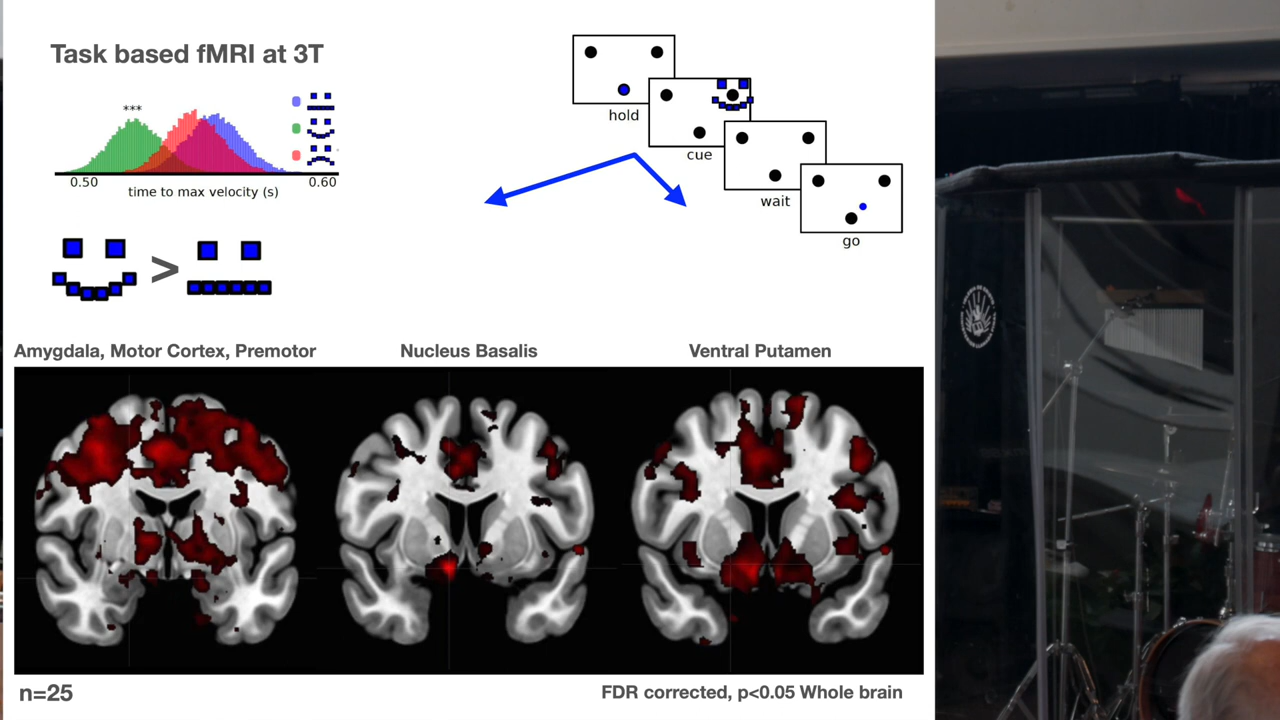 Task based fMRI at 3T
***
0.50
0.60
time to max velocity (s)
hold
cue
wait
go
>
Amygdala, Motor Cortex, Premotor
Nucleus Basalis
Ventral Putamen
n=25
FDR corrected, p<0.05 Whole brain